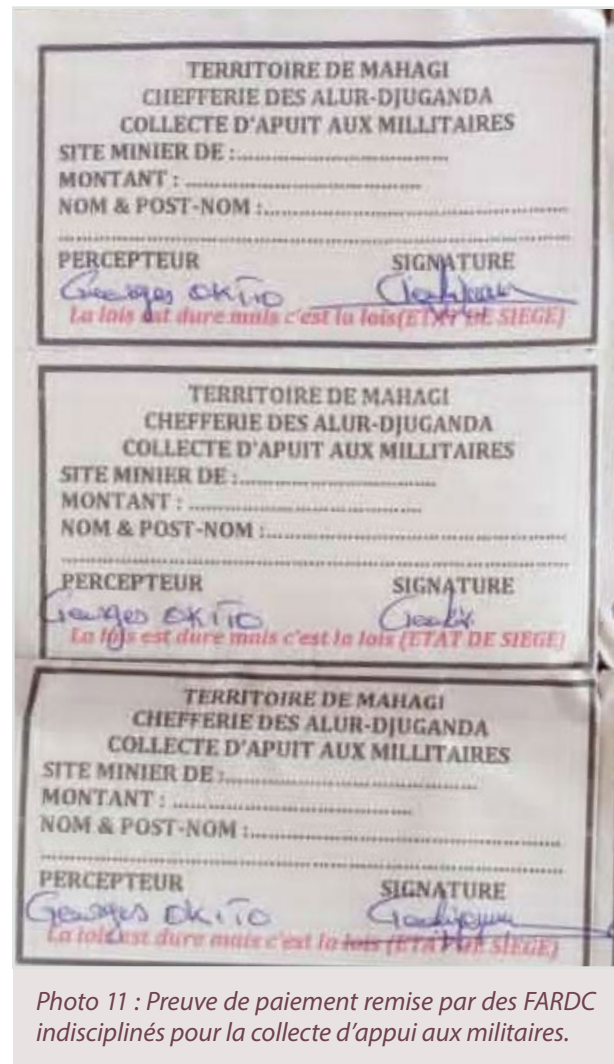 TERRITOIRE DE MAHAGI
CHEFFERIE DES ALUR-DJUGANDA
COLLECTE D'APUIT AUX MILLITAIRES
SITE MINIER DE :......................................
MONTANT : ..........................................
NOM & POST-NOM :......................................................
................................................................................
PERCEPTEUR SIGNATURE
Georges OKITO
La lois est dure mais c'est la lois(ETAT DE SIEGE)
TERRITOIRE DE MAHAGI
CHEFFERIE DES ALUR-DJUGANDA
COLLECTE D'APUIT AUX MILLITAIRES
SITE MINIER DE :......................................
MONTANT : ..........................................
NOM & POST-NOM :......................................................
................................................................................
PERCEPTEUR SIGNATURE
Georges OKITO
La lois est dure mais c'est la lois (ETAT DE SIEGE)
TERRITOIRE DE MAHAGI
CHEFFERIE DES ALUR-DJUGANDA
COLLECTE D'APUIT AUX MILLITAIRES
SITE MINIER DE :......................................
MONTANT : ..........................................
NOM & POST-NOM :......................................................
................................................................................
PERCEPTEUR SIGNATURE
Georges OKITO
La lois est dure mais c'est la lois (ETAT DE SIEGE)
Photo 11 : Preuve de paiement remise par des FARDC
indisciplinés pour la collecte d'appui aux militaires.